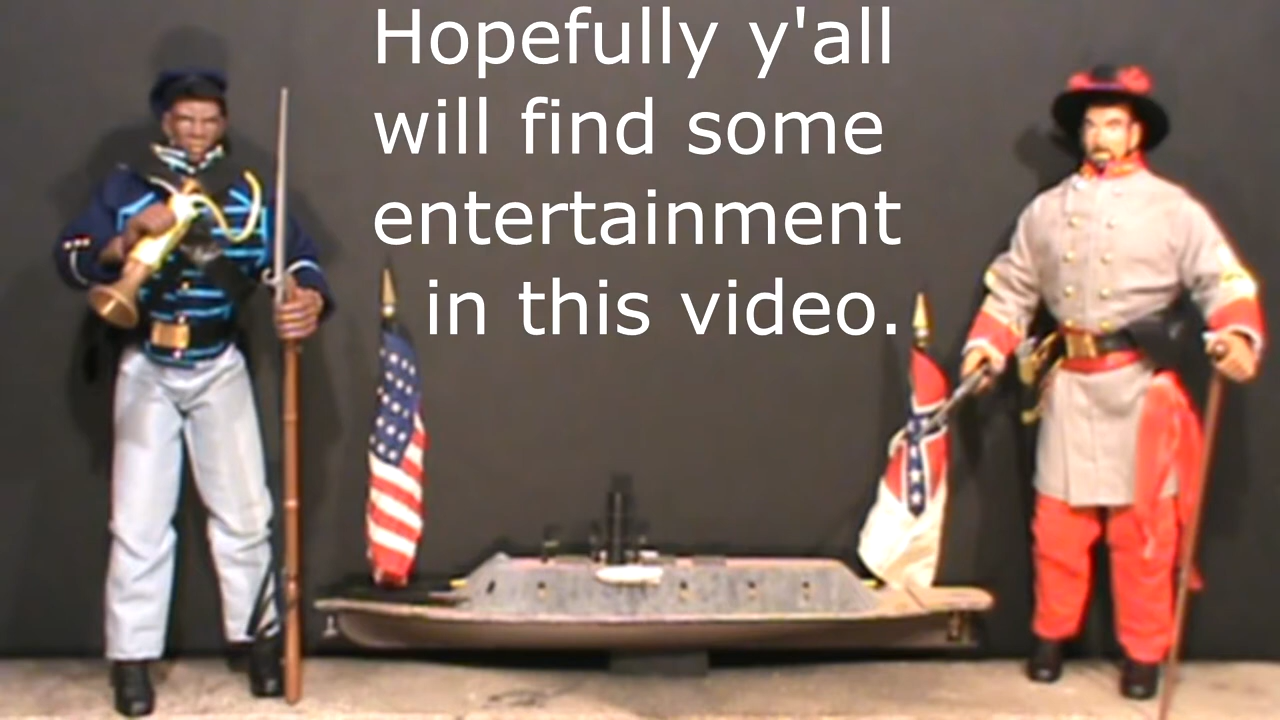 Hopefully y'all
will find some
entertainment
in this video.